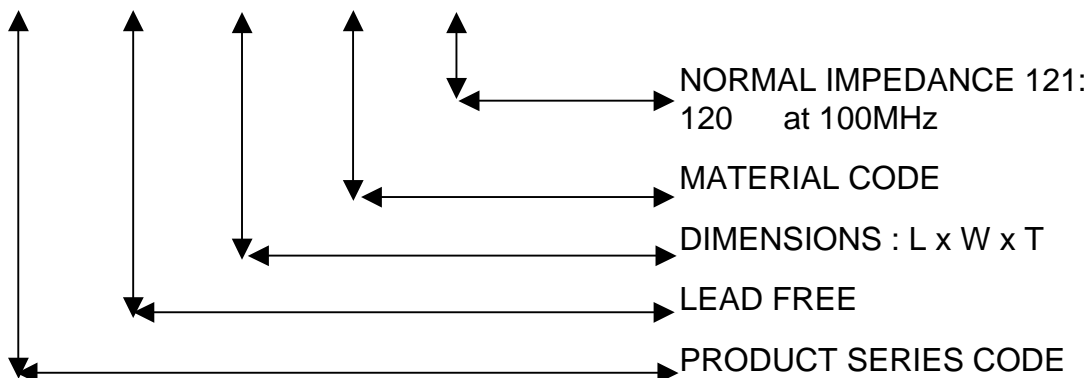 NORMAL IMPEDANCE 121:
120 at 100MHz
MATERIAL CODE
DIMENSIONS : L x W x T
LEAD FREE
PRODUCT SERIES CODE